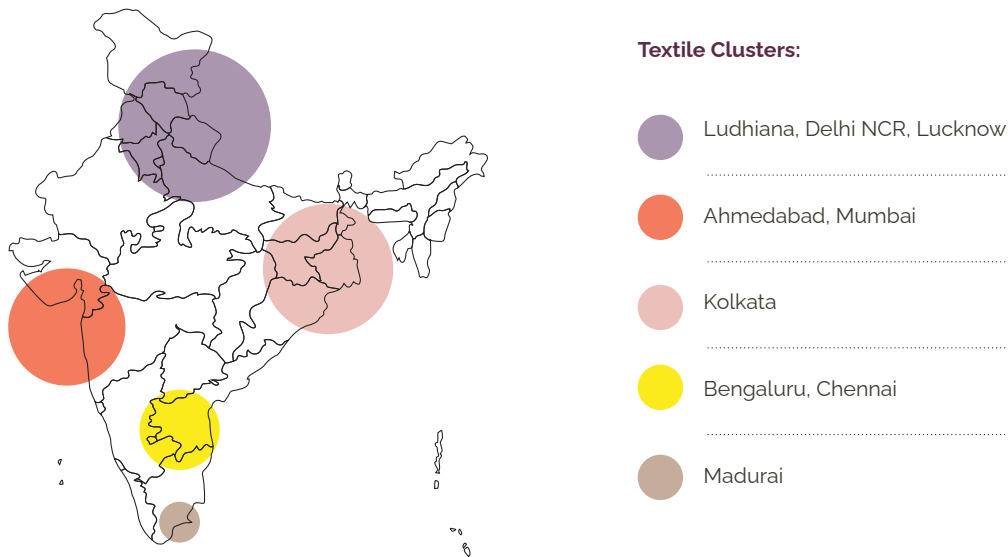 Textile Clusters:
Ludhiana, Delhi NCR, Lucknow
Ahmedabad, Mumbai
Kolkata
Bengaluru, Chennai
Madurai